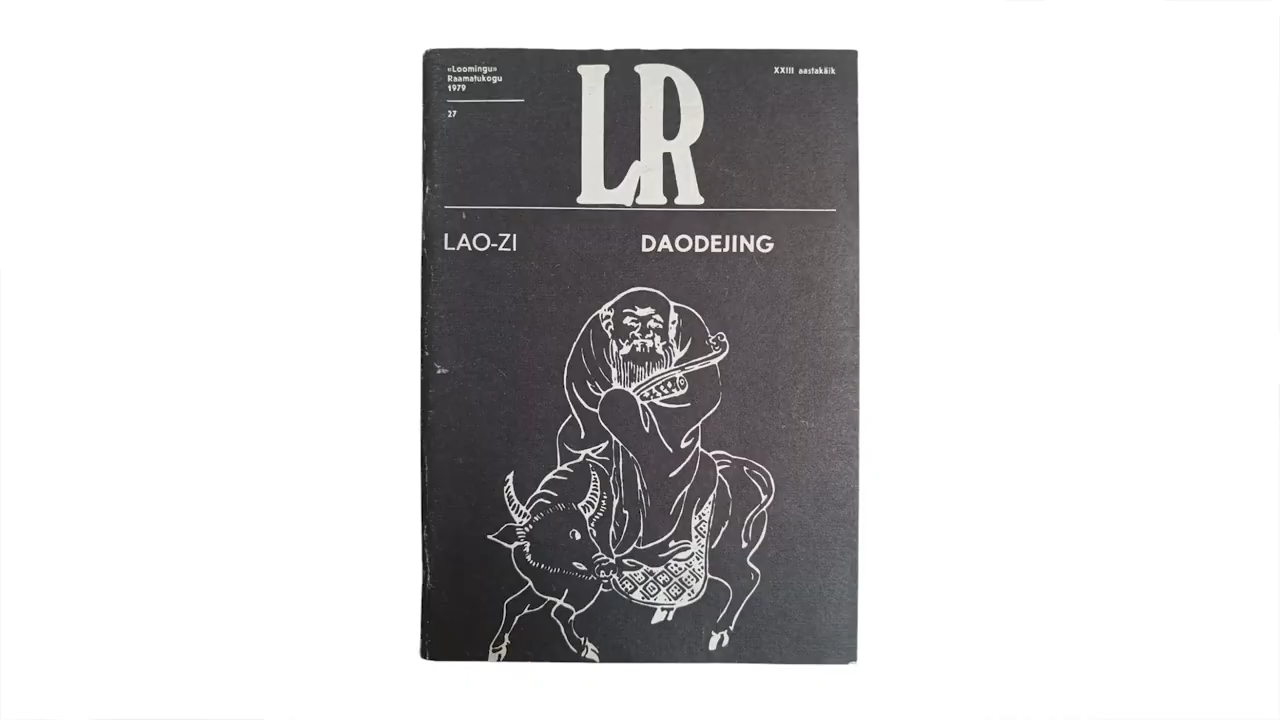 «Loomingu»
Raamatukogu
1979
27
LR
XXIII aastakäik
LAO-ZI
DAODEJING